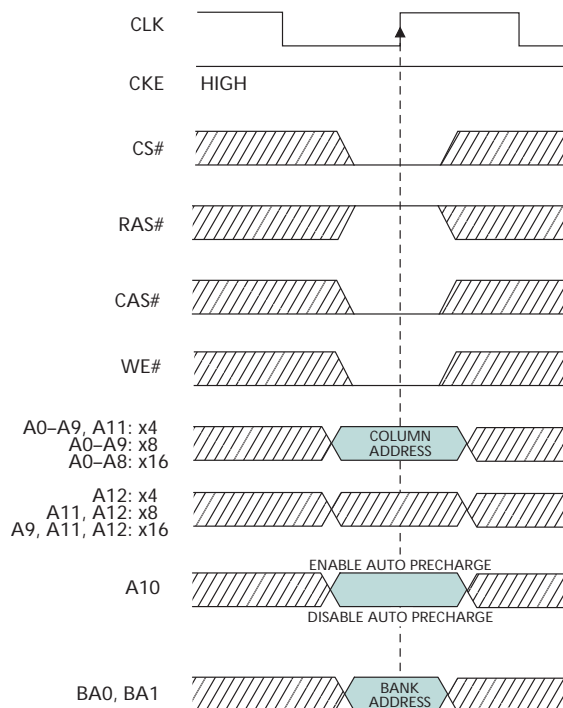 CLK
CKE HIGH
CS#
RAS#
CAS#
WE#
A0–A9, A11: x4
A0–A9: x8
A0–A8: x16
COLUMN
ADDRESS
A12: x4
A11, A12: x8
A9, A11, A12: x16
ENABLE AUTO PRECHARGE
A10
DISABLE AUTO PRECHARGE
BA0, BA1
BANK
ADDRESS